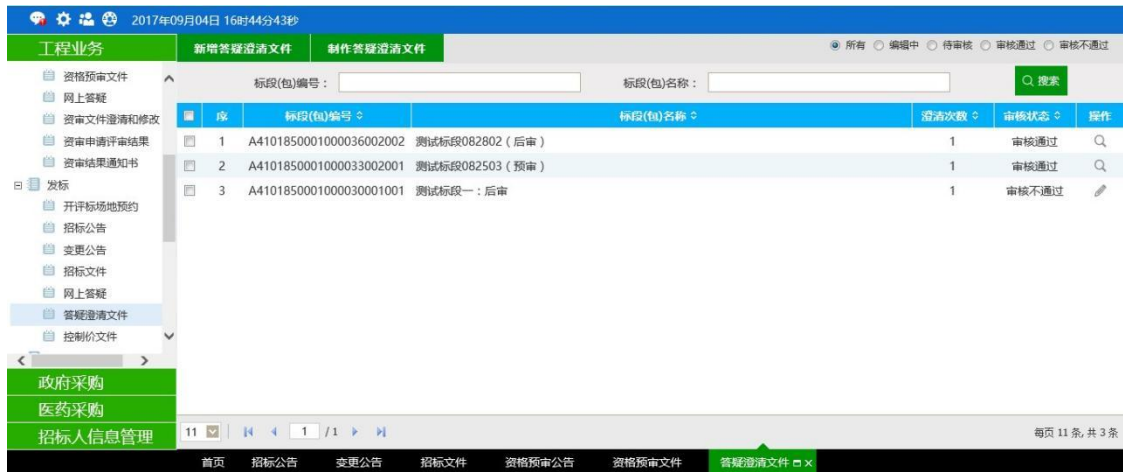 2017年09月04日 16时44分43秒
工程业务 新增答疑澄清文件 制作答疑澄清文件 所有 编辑中 待审核 审核通过 审核不通过
资格预审文件
网上答疑
资审文件澄清和修改
资审申请评审结果
资审结果通知书
发标
开评标场地预约
招标公告
变更公告
招标文件
网上答疑
答疑澄清文件
控制价文件
政府采购
医药采购
招标人信息管理
标段(包)编号： 标段(包)名称： 搜索
序 标段(包)编号 标段(包)名称 澄清次数 审核状态 操作
1 A4101850001000036002002 测试标段082802（后审） 1 审核通过
2 A4101850001000033002001 测试标段082503（预审） 1 审核通过
3 A4101850001000030001001 测试标段一：后审 1 审核不通过
11 1 /1 每页 11 条, 共 3 条
首页 招标公告 变更公告 招标文件 资格预审公告 资格预审文件 答疑澄清文件